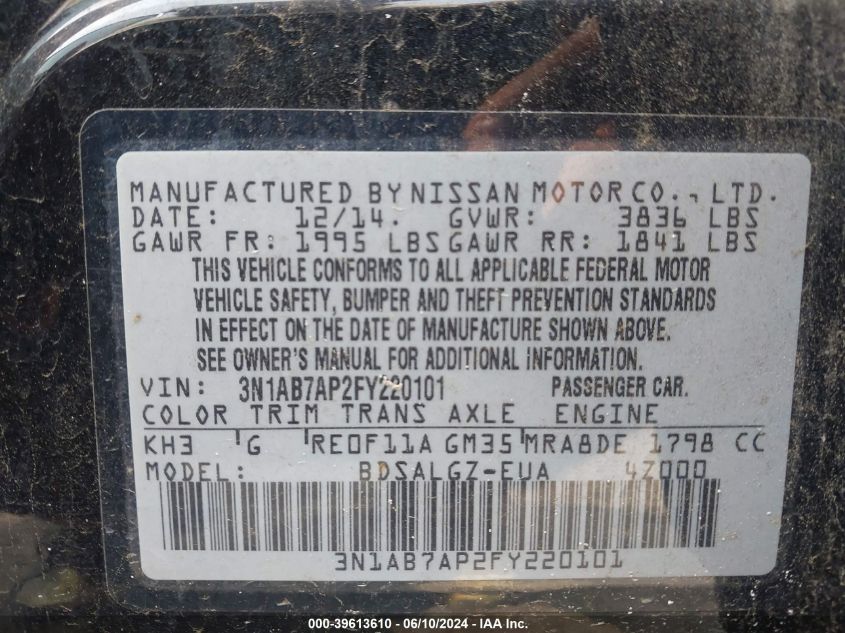 MANUFACTURED BY NISSAN MOTOR CO., LTD.
DATE: 12/14. GVWR: 3836 LBS
GAWR FR: 1995 LBS GAWR RR: 1841 LBS
THIS VEHICLE CONFORMS TO ALL APPLICABLE FEDERAL MOTOR
VEHICLE SAFETY, BUMPER AND THEFT PREVENTION STANDARDS
IN EFFECT ON THE DATE OF MANUFACTURE SHOWN ABOVE.
SEE OWNER'S MANUAL FOR ADDITIONAL INFORMATION.
VIN: 3N1AB7AP2FY220101 PASSENGER CAR.
COLOR TRIM TRANS AXLE ENGINE
KH3 G RE0F11A GM35 MRA8DE 1798 CC
MODEL: BDSALGZ-EUA 4Z000
3N1AB7AP2FY220101
000-39613610 - 06/10/2024 - IAA Inc.